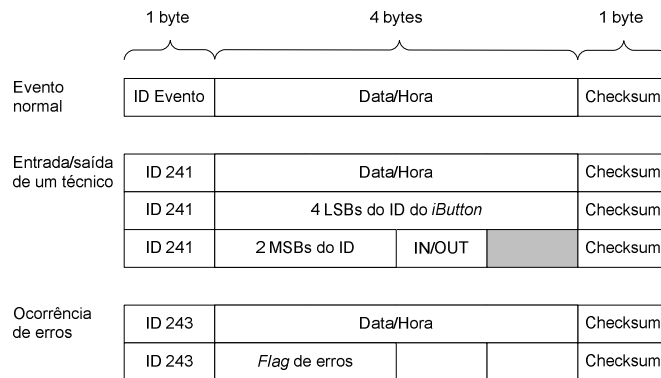 1 byte 4 bytes 1 byte
Evento
normal
ID Evento Data/Hora Checksum
Entrada/saída
de um técnico
ID 241 Data/Hora Checksum
ID 241 4 LSBs do ID do iButton Checksum
ID 241 2 MSBs do ID IN/OUT Checksum
Ocorrência
de erros
ID 243 Data/Hora Checksum
ID 243 Flag de erros Checksum